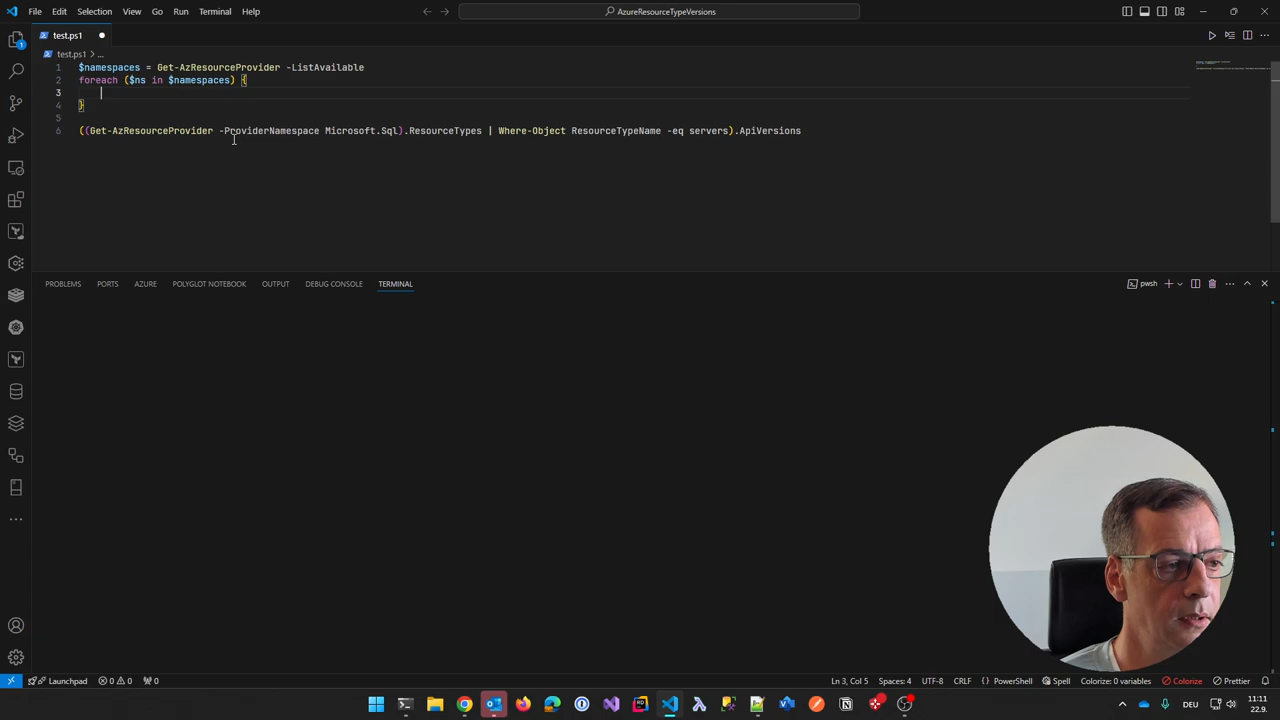 File Edit Selection View Go Run Terminal Help
AzureResourceTypeVersions
test.ps1
test.ps1 > ...
1 $namespaces = Get-AzResourceProvider -ListAvailable
2 foreach ($ns in $namespaces) {
3
4 }
5
6 ((Get-AzResourceProvider -ProviderNamespace Microsoft.Sql).ResourceTypes | Where-Object ResourceTypeName -eq servers).ApiVersions
PROBLEMS PORTS AZURE POLYGLOT NOTEBOOK OUTPUT DEBUG CONSOLE TERMINAL
pwsh
Launchpad 0 0 0 Ln 3, Col 5 Spaces: 4 UTF-8 CRLF {} PowerShell Spell Colorize: 0 variables Colorize Prettier
DEU 11:11
22.9.